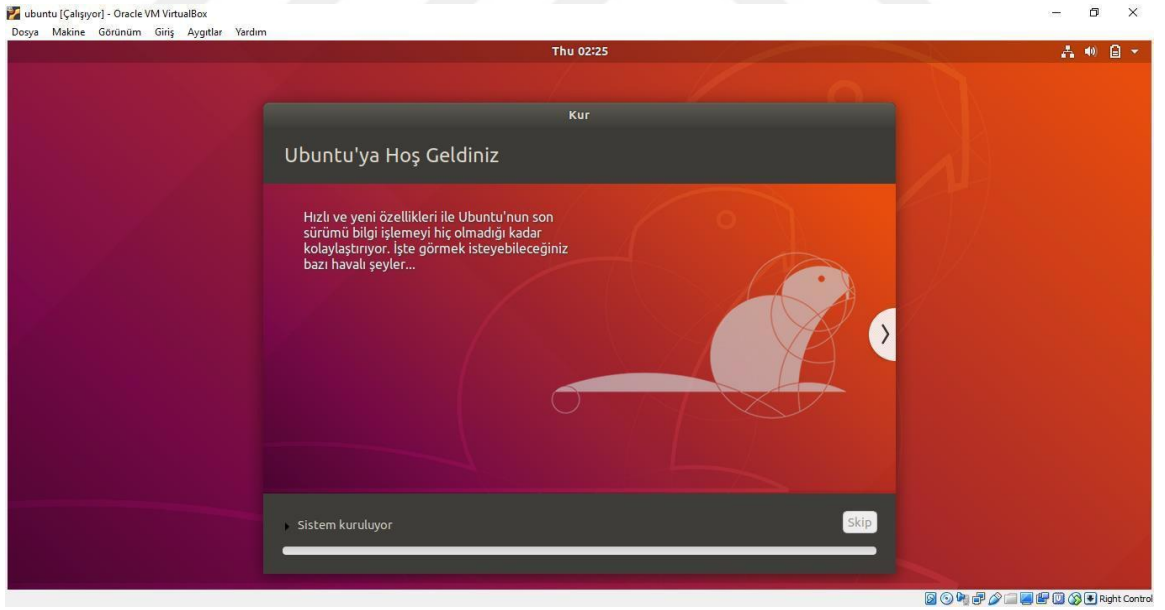 ubuntu [Çalışıyor] - Oracle VM VirtualBox
Dosya Makine Görünüm Giriş Aygıtlar Yardım
Thu 02:25
Kur
Ubuntu'ya Hoş Geldiniz
Hızlı ve yeni özellikleri ile Ubuntu'nun son
sürümü bilgi işlemeyi hiç olmadığı kadar
kolaylaştırıyor. İşte görmek isteyebileceğiniz
bazı havalı şeyler...
Sistem kuruluyor
Skip
Right Control